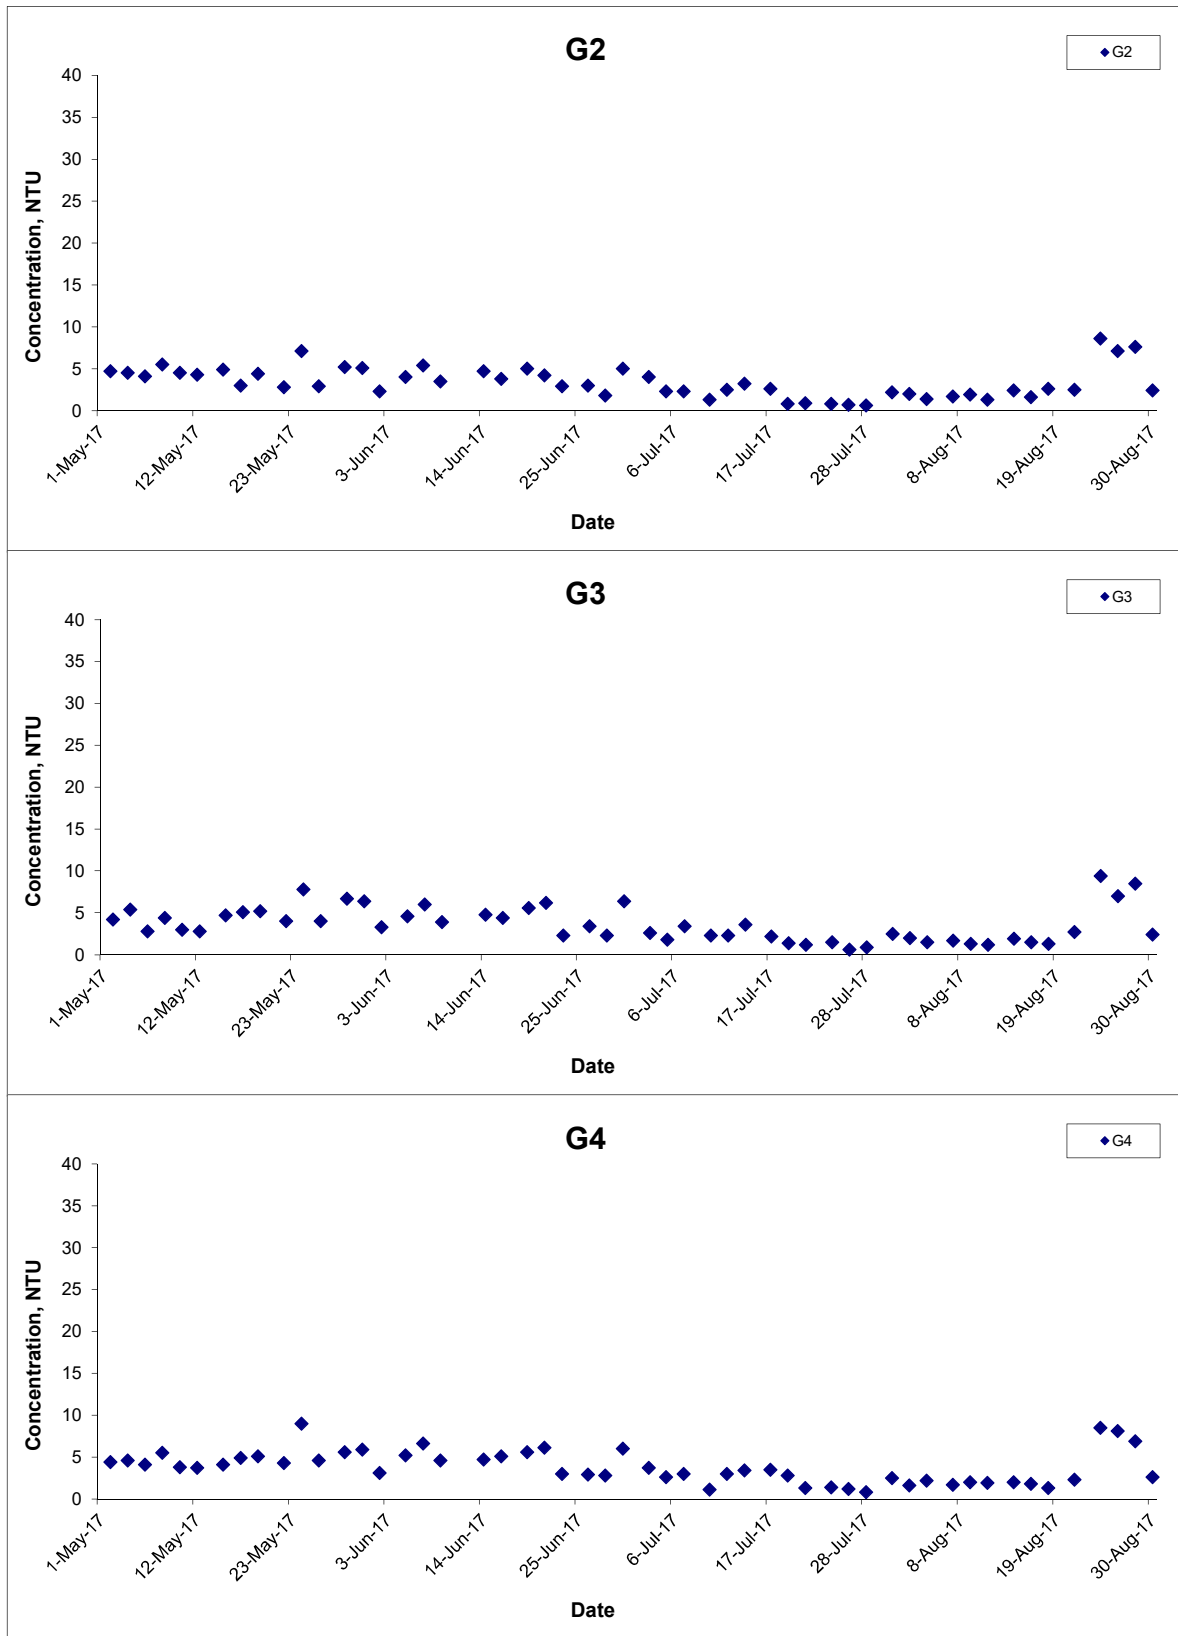 G2
G2
40
35
30
25
20
15
10
5
0
Concentration, NTU
1-May-17
12-May-17
23-May-17
3-Jun-17
14-Jun-17
25-Jun-17
6-Jul-17
17-Jul-17
28-Jul-17
8-Aug-17
19-Aug-17
30-Aug-17
Date
G3
G3
40
35
30
25
20
15
10
5
0
Concentration, NTU
1-May-17
12-May-17
23-May-17
3-Jun-17
14-Jun-17
25-Jun-17
6-Jul-17
17-Jul-17
28-Jul-17
8-Aug-17
19-Aug-17
30-Aug-17
Date
G4
G4
40
35
30
25
20
15
10
5
0
Concentration, NTU
1-May-17
12-May-17
23-May-17
3-Jun-17
14-Jun-17
25-Jun-17
6-Jul-17
17-Jul-17
28-Jul-17
8-Aug-17
19-Aug-17
30-Aug-17
Date